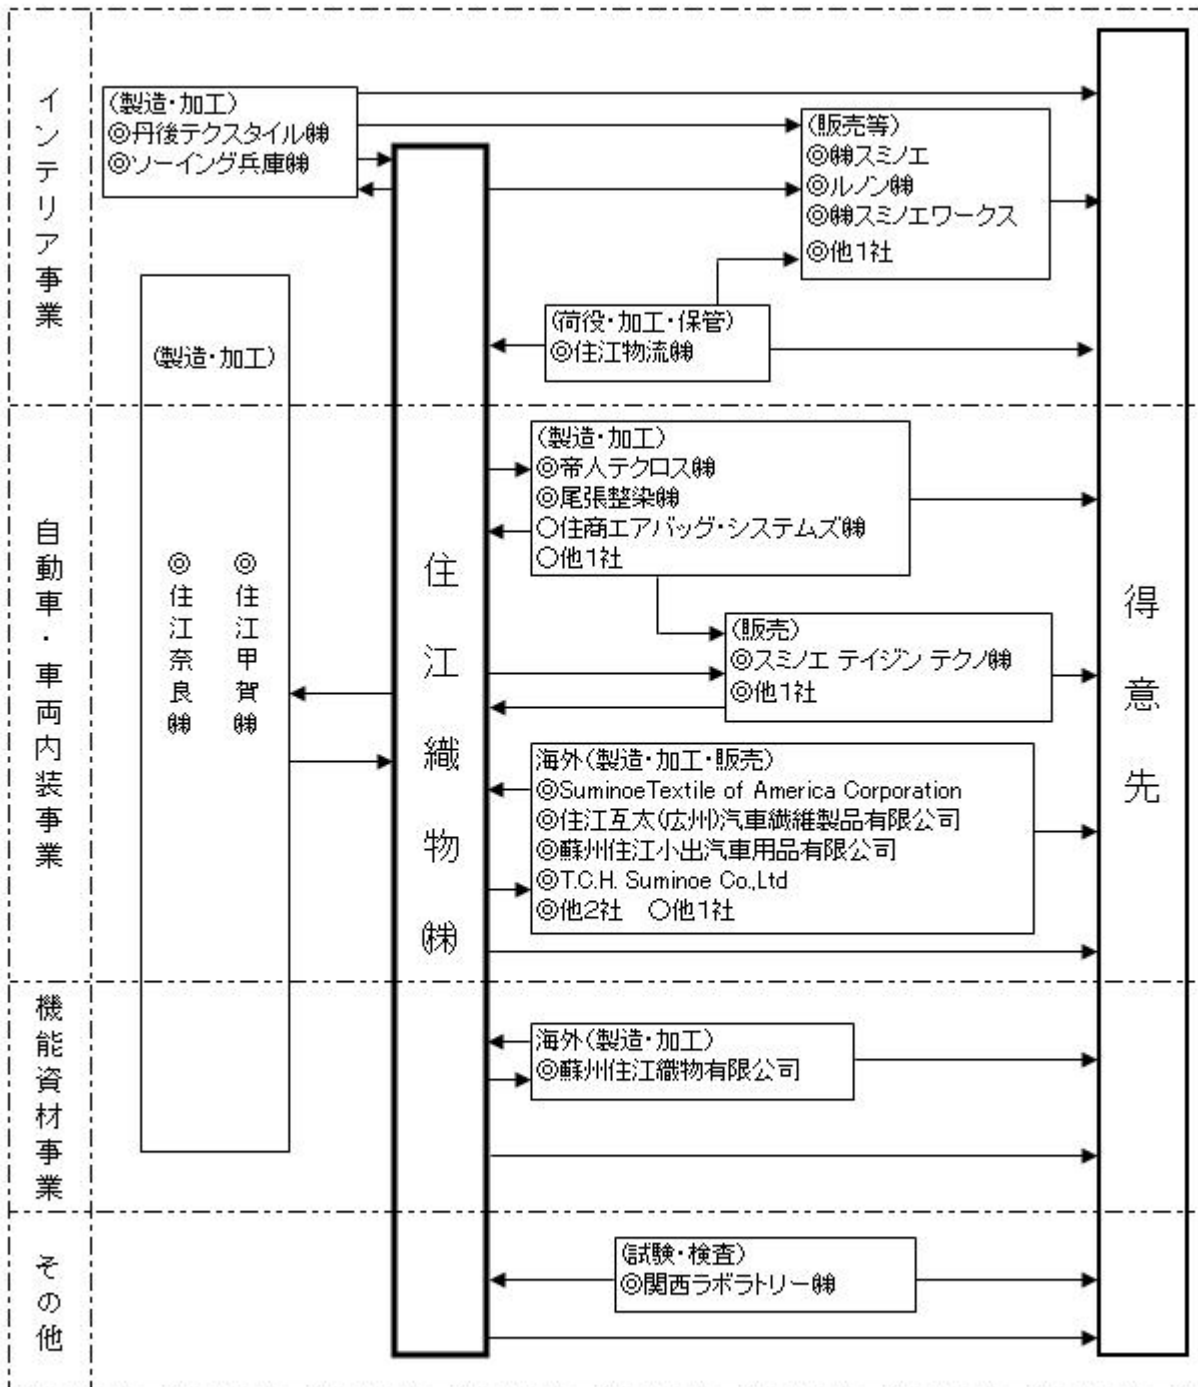 インテリア事業
(製造・加工)
◎丹後テクスタイル㈱
◎ソーイング兵庫㈱
(販売等)
◎㈱スミノエ
◎ルノン㈱
◎㈱スミノエワークス
◎他1社
(荷役・加工・保管)
◎住江物流㈱
(製造・加工)
◎住江甲賀㈱
◎住江奈良㈱
住江織物㈱
得意先
自動車・車両内装事業
(製造・加工)
◎帝人テクロス㈱
◎尾張整染㈱
○住商エアバッグ・システムズ㈱
○他1社
(販売)
◎スミノエ テイジン テクノ㈱
◎他1社
海外(製造・加工・販売)
◎SuminoeTextile of America Corporation
◎住江互太(広州)汽車繊維製品有限公司
◎蘇州住江小出汽車用品有限公司
◎T.C.H. Suminoe Co.,Ltd
◎他2社　○他1社
機能資材事業
海外(製造・加工)
◎蘇州住江織物有限公司
その他
(試験・検査)
◎関西ラボラトリー㈱